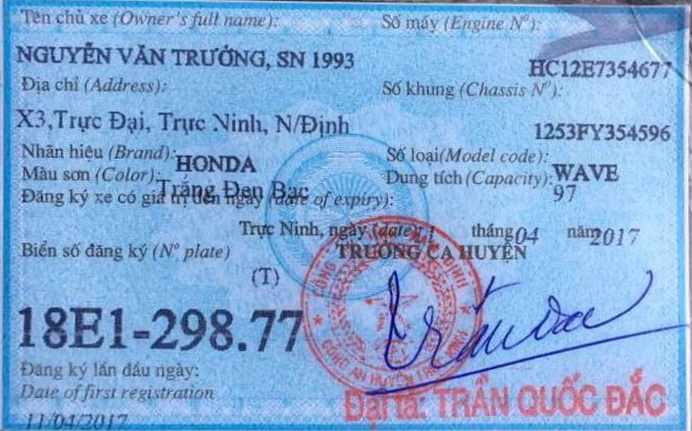 Tên chủ xe (Owner's full name): Số máy (Engine Nº):
NGUYỄN VĂN TRƯỞNG, SN 1993 HC12E7354677
Địa chỉ (Address): Số khung (Chassis Nº):
X3,Trực Đại, Trực Ninh, N/Định 1253FY354596
Nhãn hiệu (Brand): HONDA Số loại(Model code): WAVE
Màu sơn (Color): Trắng Đen Bạc Dung tích (Capacity): 97
Đăng ký xe có giá trị đến ngày (date of expiry):
Trực Ninh, ngày (date) tháng 04 năm 2017
Biển số đăng ký (Nº plate) TRƯỞNG CA HUYỆN
(T)
18E1-298.77
Đăng ký lần đầu ngày:
Date of first registration
11/04/2017
Đại tá: TRẦN QUỐC ĐẮC